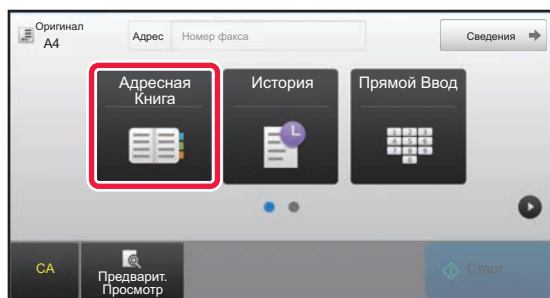 Оригинал
A4
Адрес
Номер факса
Сведения
Адресная
Книга
История
Прямой Ввод
CA
Предварит.
Просмотр
Старт